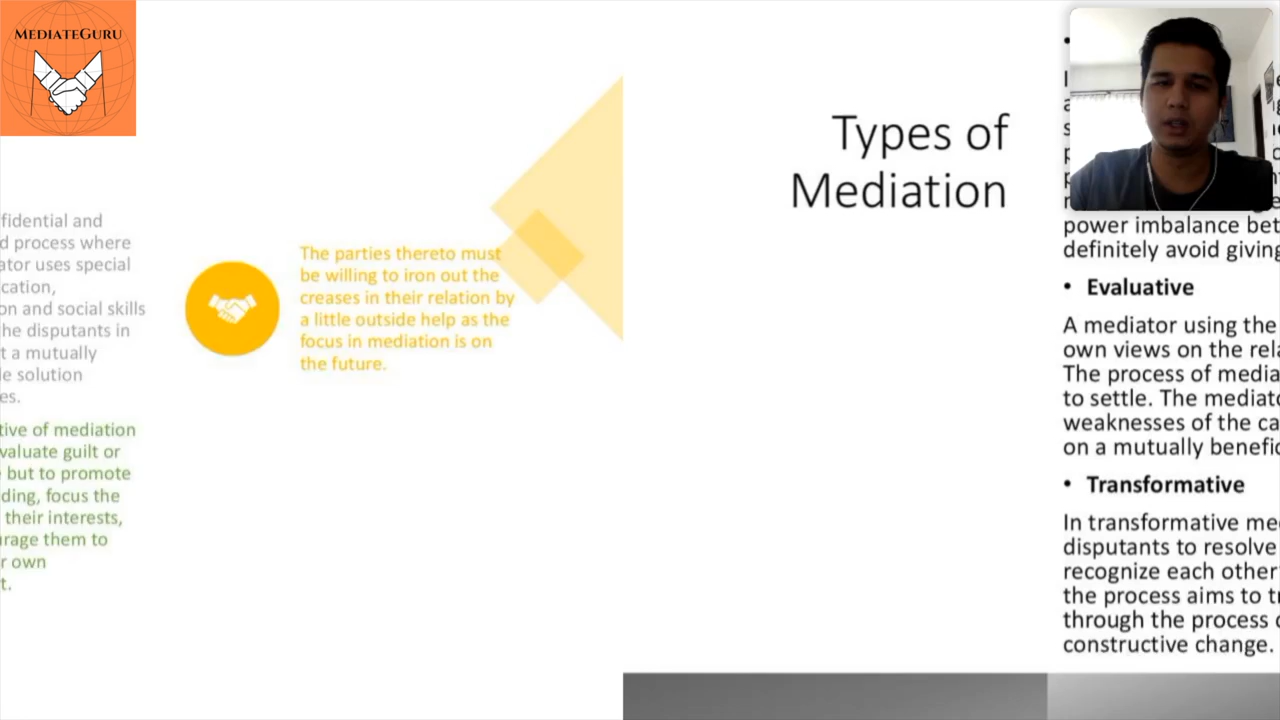 MEDIATEGURU
fidential and
d process where
ator uses special
cation,
on and social skills
he disputants in
t a mutually
le solution
es.
tive of mediation
valuate guilt or
but to promote
ding, focus the
their interests,
urage them to
r own
t.
The parties thereto must
be willing to iron out the
creases in their relation by
a little outside help as the
focus in mediation is on
the future.
Types of
Mediation
power imbalance bet
definitely avoid giving
• Evaluative
A mediator using the
own views on the rela
The process of media
to settle. The mediato
weaknesses of the ca
on a mutually benefic
• Transformative
In transformative me
disputants to resolve
recognize each other
the process aims to tr
through the process o
constructive change.